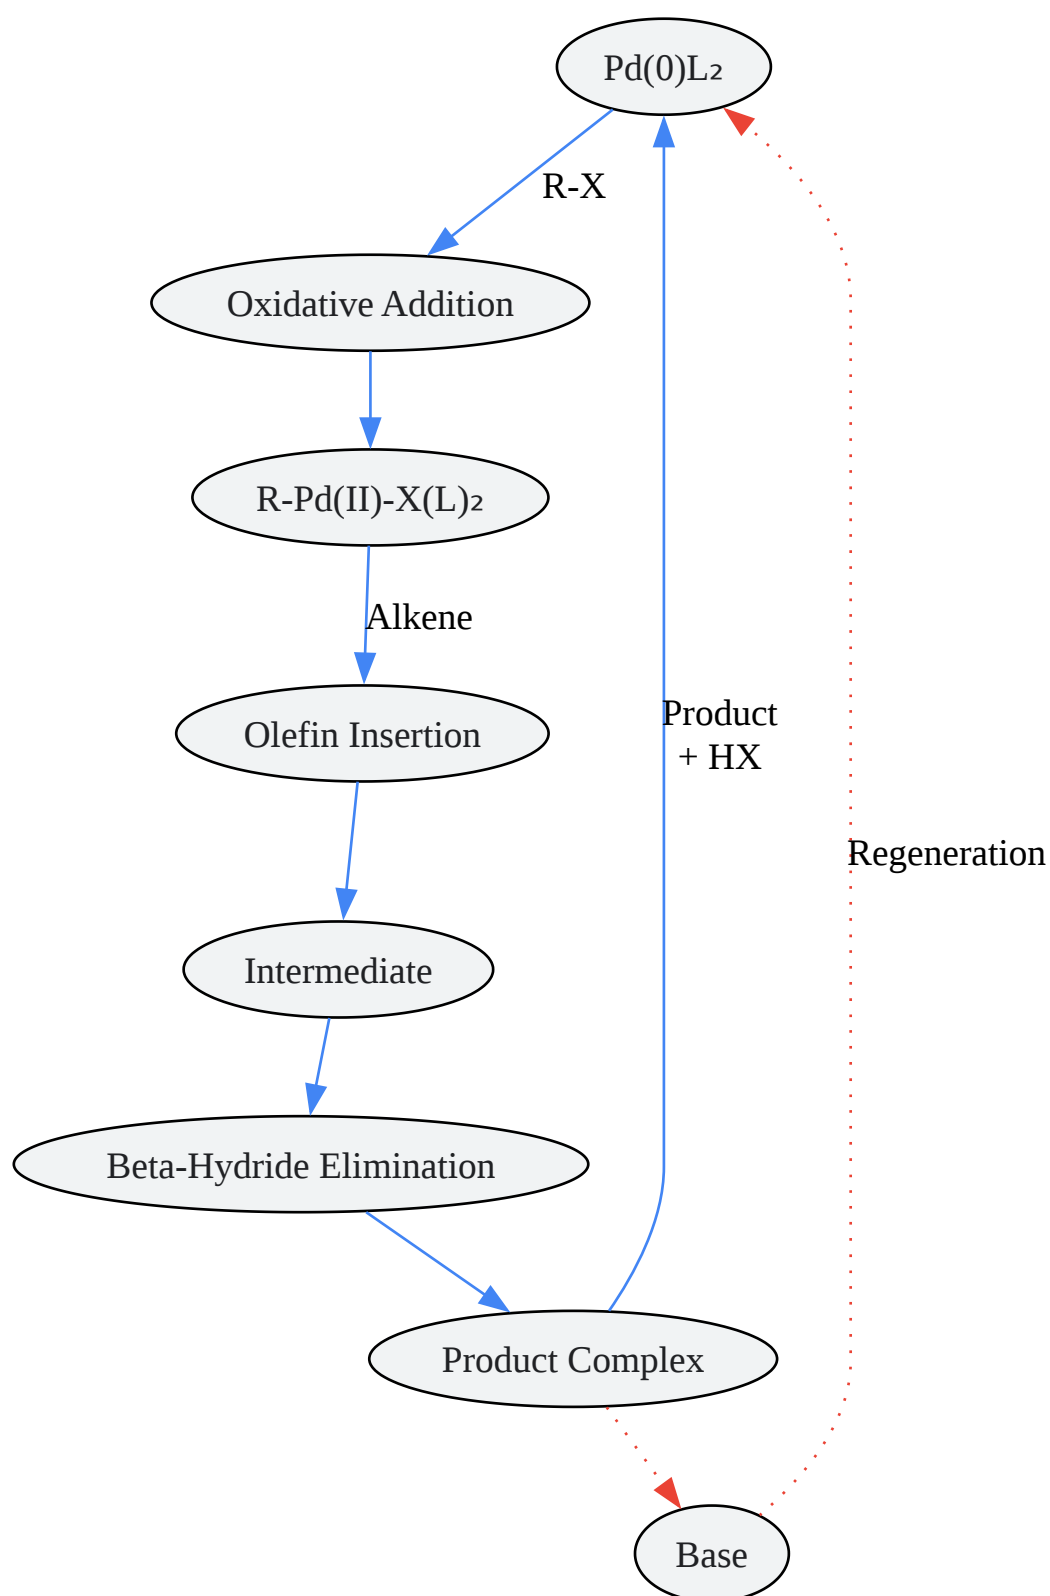 Pd(0)L₂
R-X
Oxidative Addition
R-Pd(II)-X(L)₂
Alkene
Olefin Insertion
Product
+ HX
Regeneration
Intermediate
Beta-Hydride Elimination
Product Complex
Base